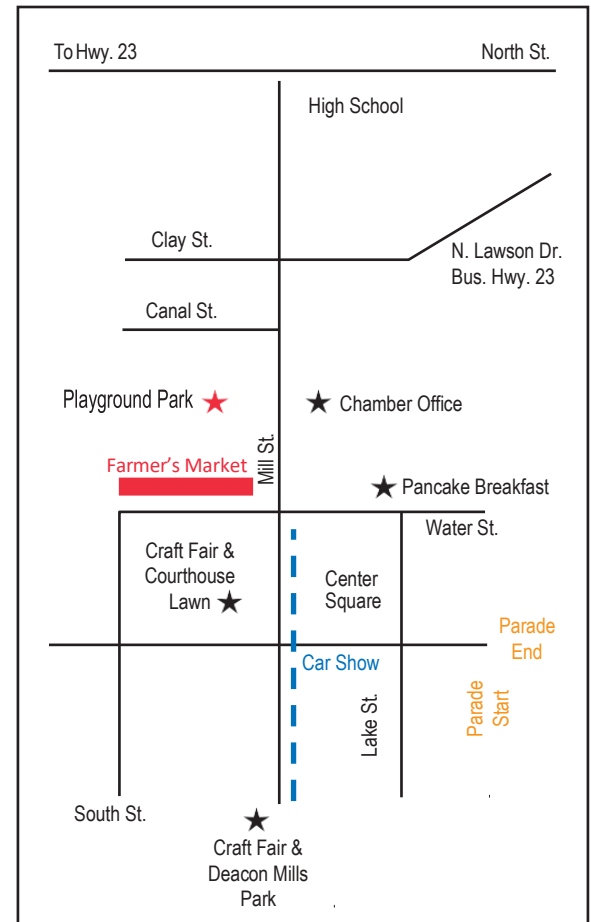 To Hwy. 23
North St.
High School
Clay St.
N. Lawson Dr.
Bus. Hwy. 23
Canal St.
Playground Park
Chamber Office
Mill St.
Farmer's Market
Pancake Breakfast
Water St.
Craft Fair &
Courthouse
Lawn
Center
Square
Parade
End
Car Show
Parade
Start
Lake St.
South St.
Craft Fair &
Deacon Mills
Park